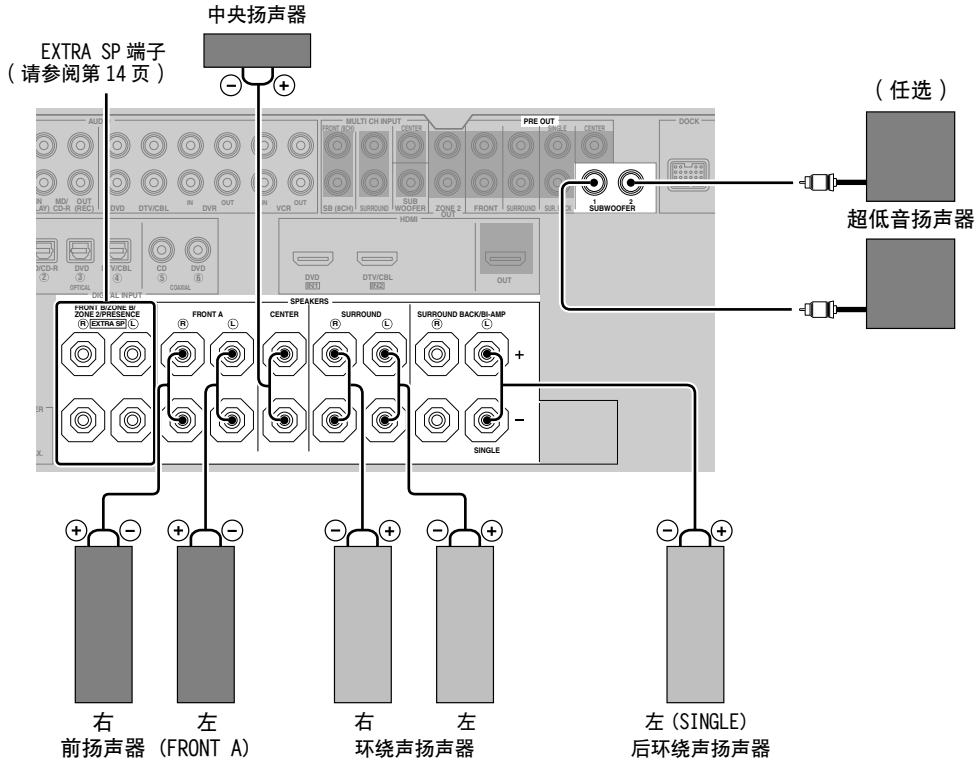 中央扬声器
EXTRA SP 端子
(请参阅第 14 页)
(任选)
AUDIO
MULTI CH INPUT
PRE OUT
DOCK
FRONT (8CH)
CENTER
SINGLE
CENTER
MD/ CD-R
OUT (REC)
DVD
DTV/CBL
IN
DVR
OUT
IN
VCR
OUT
SB (8CH)
SURROUND
SUB WOOFER
ZONE 2 OUT
FRONT
SURROUND
1
2
SUBWOOFER
超低音扬声器
HDMI
②
DVD
③
DTV/CBL
④
CD
⑤
DVD
⑥
OPTICAL
COAXIAL
DIGITAL INPUT
DVD
IN1
DTV/CBL
IN2
OUT
SPEAKERS
FRONT B/ZONE B/
ZONE 2/PRESENCE
R EXTRA SP L
FRONT A
R L
CENTER
SURROUND
R L
SURROUND BACK/BI-AMP
R L
+
–
SINGLE
右 左
前扬声器 (FRONT A)
右 左
环绕声扬声器
左 (SINGLE)
后环绕声扬声器